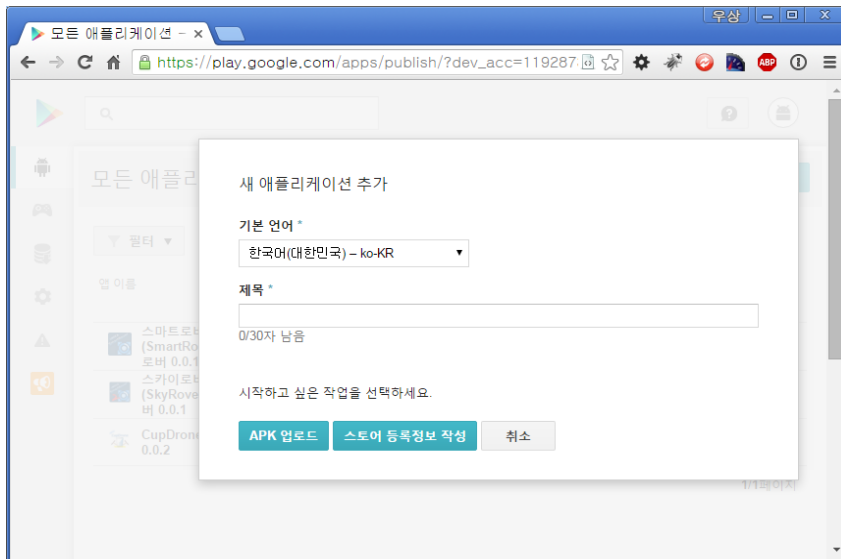 우상
모든 애플리케이션 - ×
https://play.google.com/apps/publish/?dev_acc=119287
ABP
모든 애플리
새 애플리케이션 추가
기본 언어 *
한국어(대한민국) – ko-KR
필터
제목 *
앱 이름
0/30자 남음
스마트로버
(SmartRo
로버 0.0.1
스카이로버
(SkyRove
버 0.0.1
시작하고 싶은 작업을 선택하세요.
CupDrone
0.0.2
APK 업로드 스토어 등록정보 작성 취소
1/1페이지